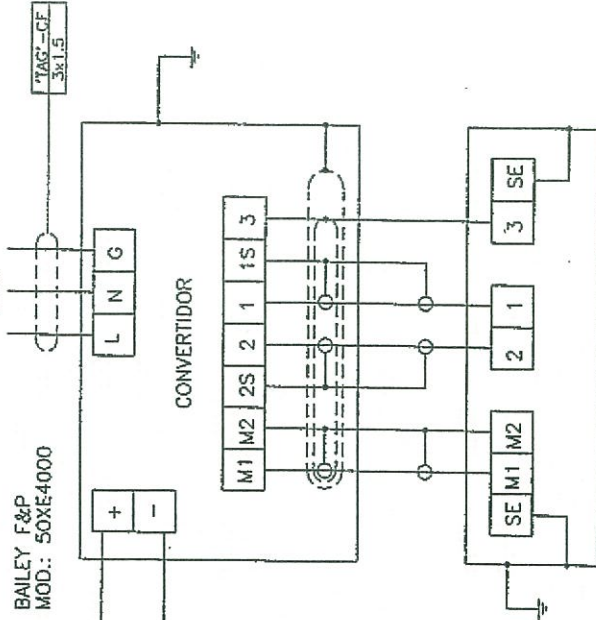 "TAG"-CF
3x1.5
BAILEY F&P
MOD.: 50XE4000
L N G
+
-
CONVERTIDOR
M1 M2 2S 2 1 1S 3
SE M1 M2 2 1 3 SE